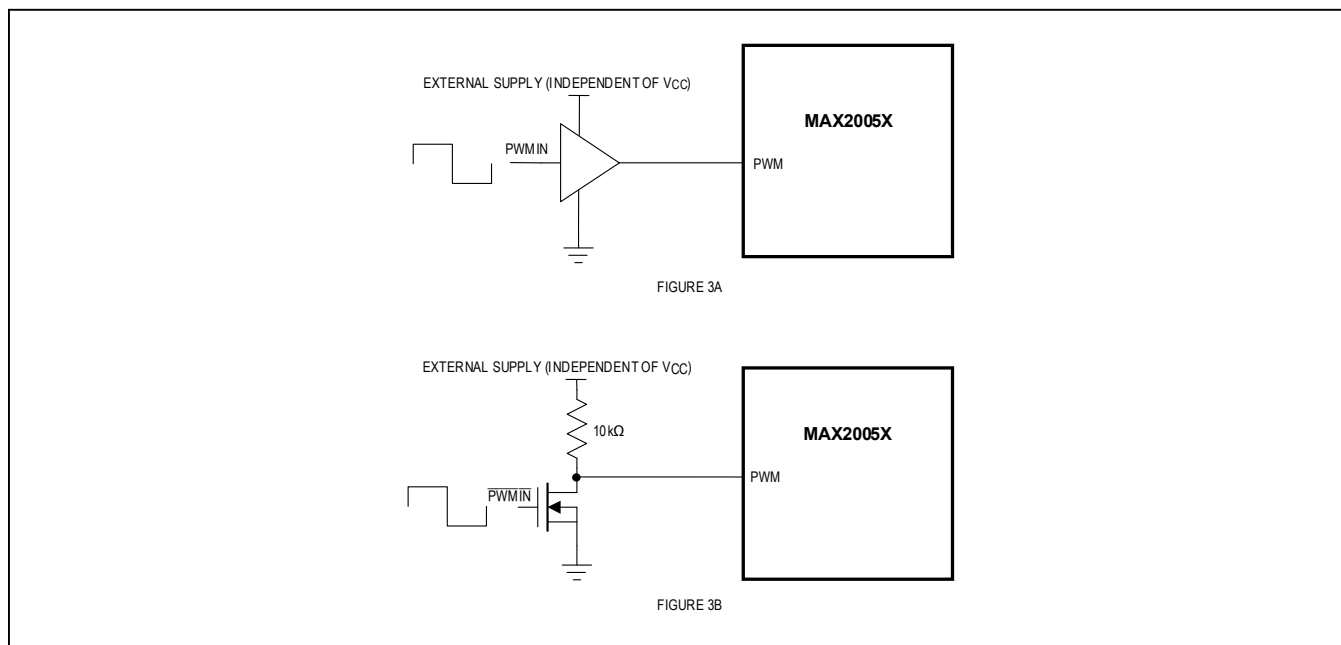 EXTERNAL SUPPLY (INDEPENDENT OF VCC)
MAX2005X
PWMIN
PWM
FIGURE 3A
EXTERNAL SUPPLY (INDEPENDENT OF VCC)
10kΩ
MAX2005X
PWMIN
PWM
FIGURE 3B